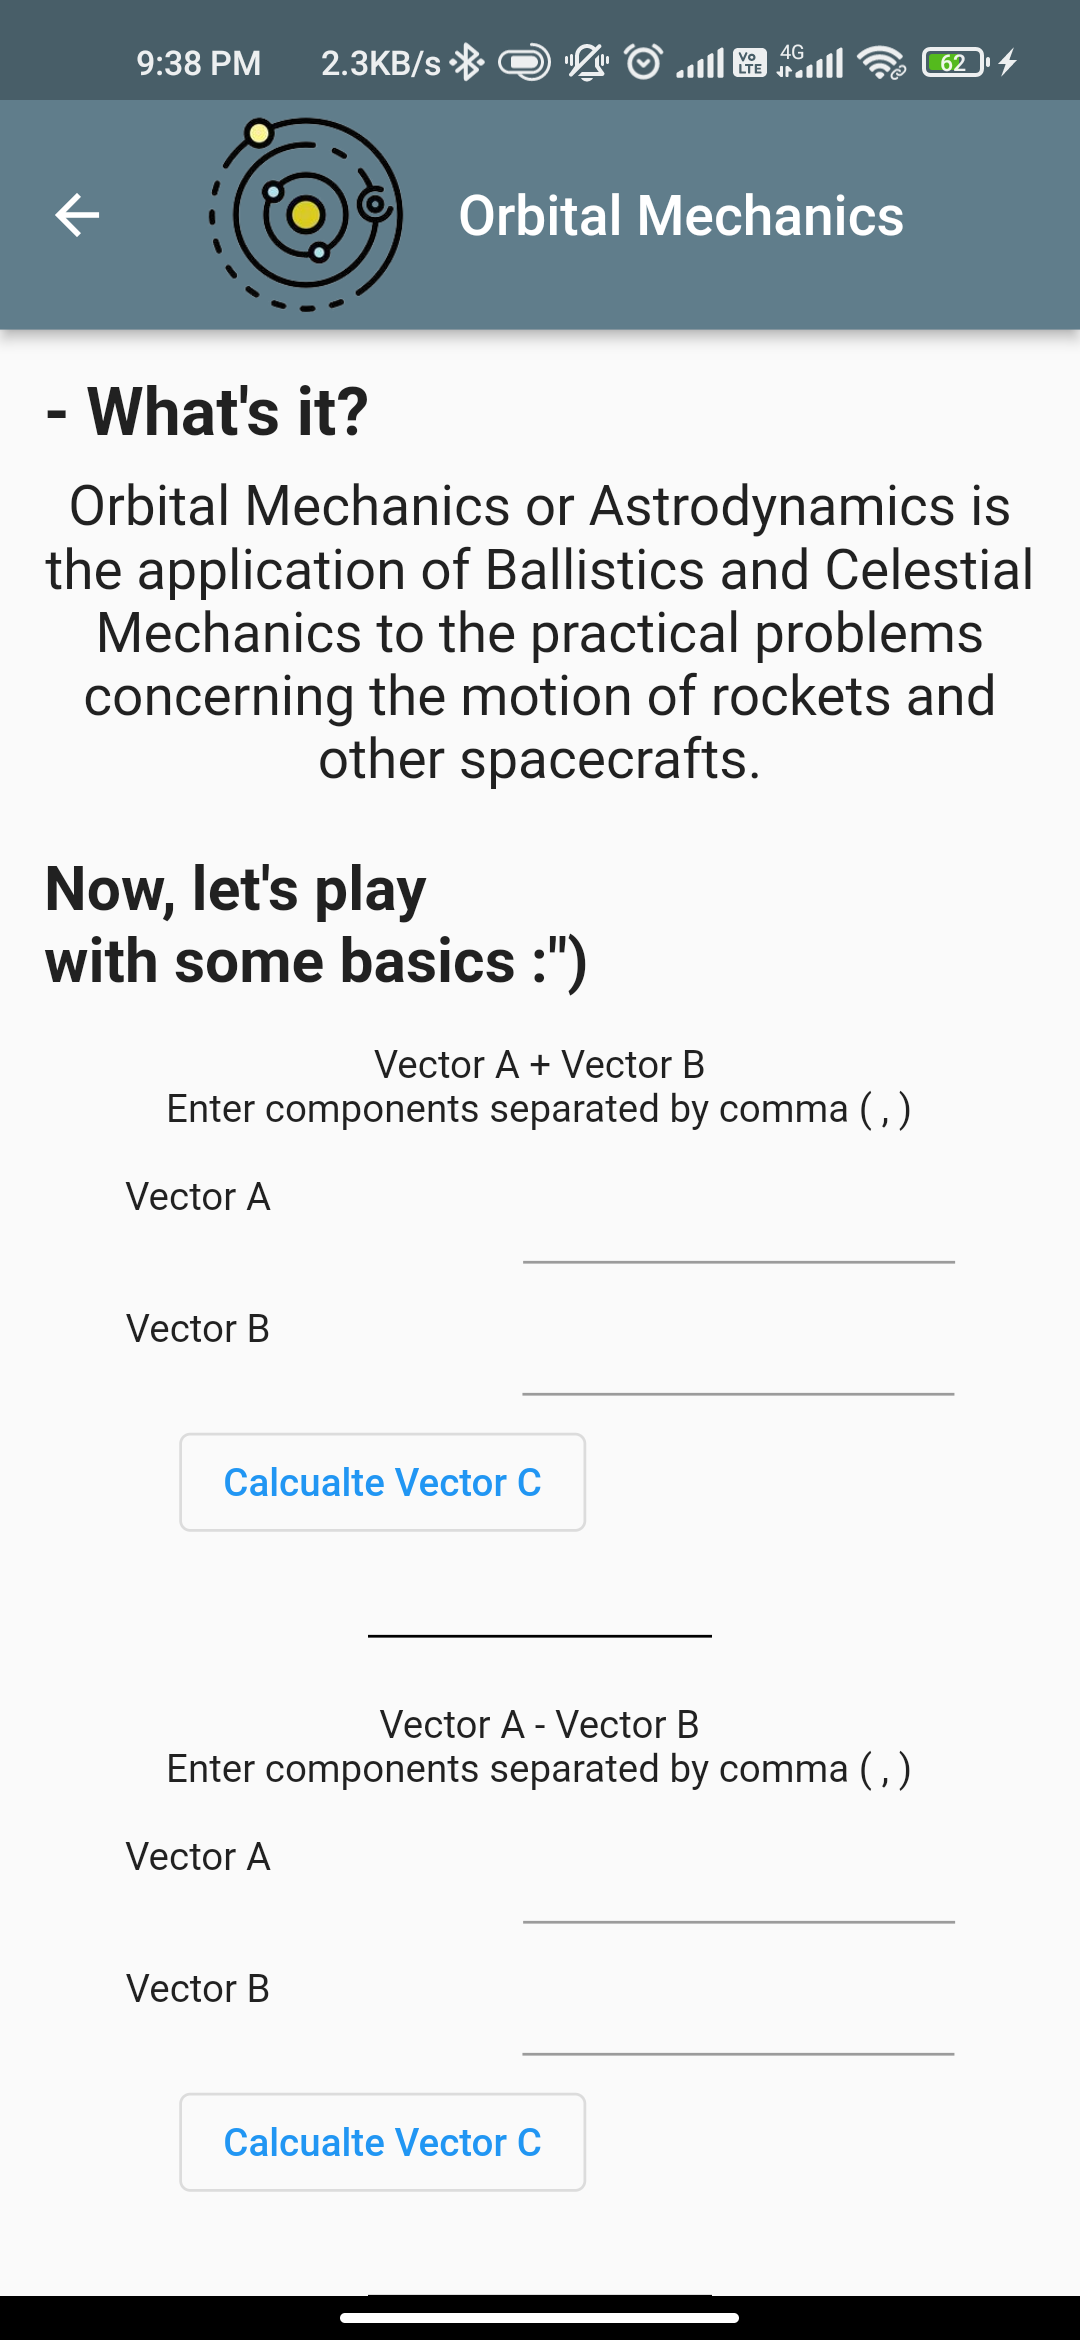 9:38 PM 2.3KB/s Vo LTE 4G 62
Orbital Mechanics
- What's it?
Orbital Mechanics or Astrodynamics is
the application of Ballistics and Celestial
Mechanics to the practical problems
concerning the motion of rockets and
other spacecrafts.
Now, let's play
with some basics :")
Vector A + Vector B
Enter components separated by comma ( , )
Vector A
Vector B
Calcualte Vector C
Vector A - Vector B
Enter components separated by comma ( , )
Vector A
Vector B
Calcualte Vector C